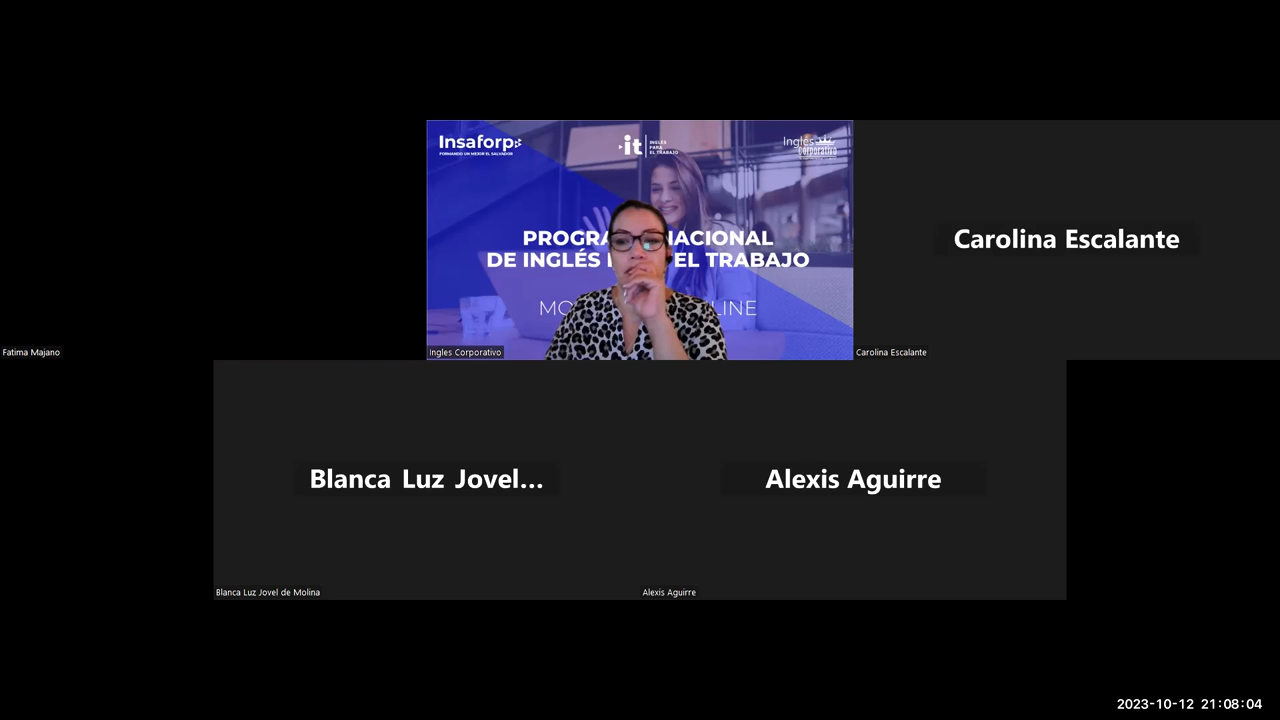 Insaforp
FORMANDO UN MEJOR EL SALVADOR
it
INGLÉS
PARA
EL TRABAJO
Inglés
corporativo
PROGRA NACIONAL
DE INGLÉS EL TRABAJO
MO LINE
Fatima Majano
Ingles Corporativo
Carolina Escalante
Carolina Escalante
Blanca Luz Jovel...
Alexis Aguirre
Blanca Luz Jovel de Molina
Alexis Aguirre
2023-10-12 21:08:04